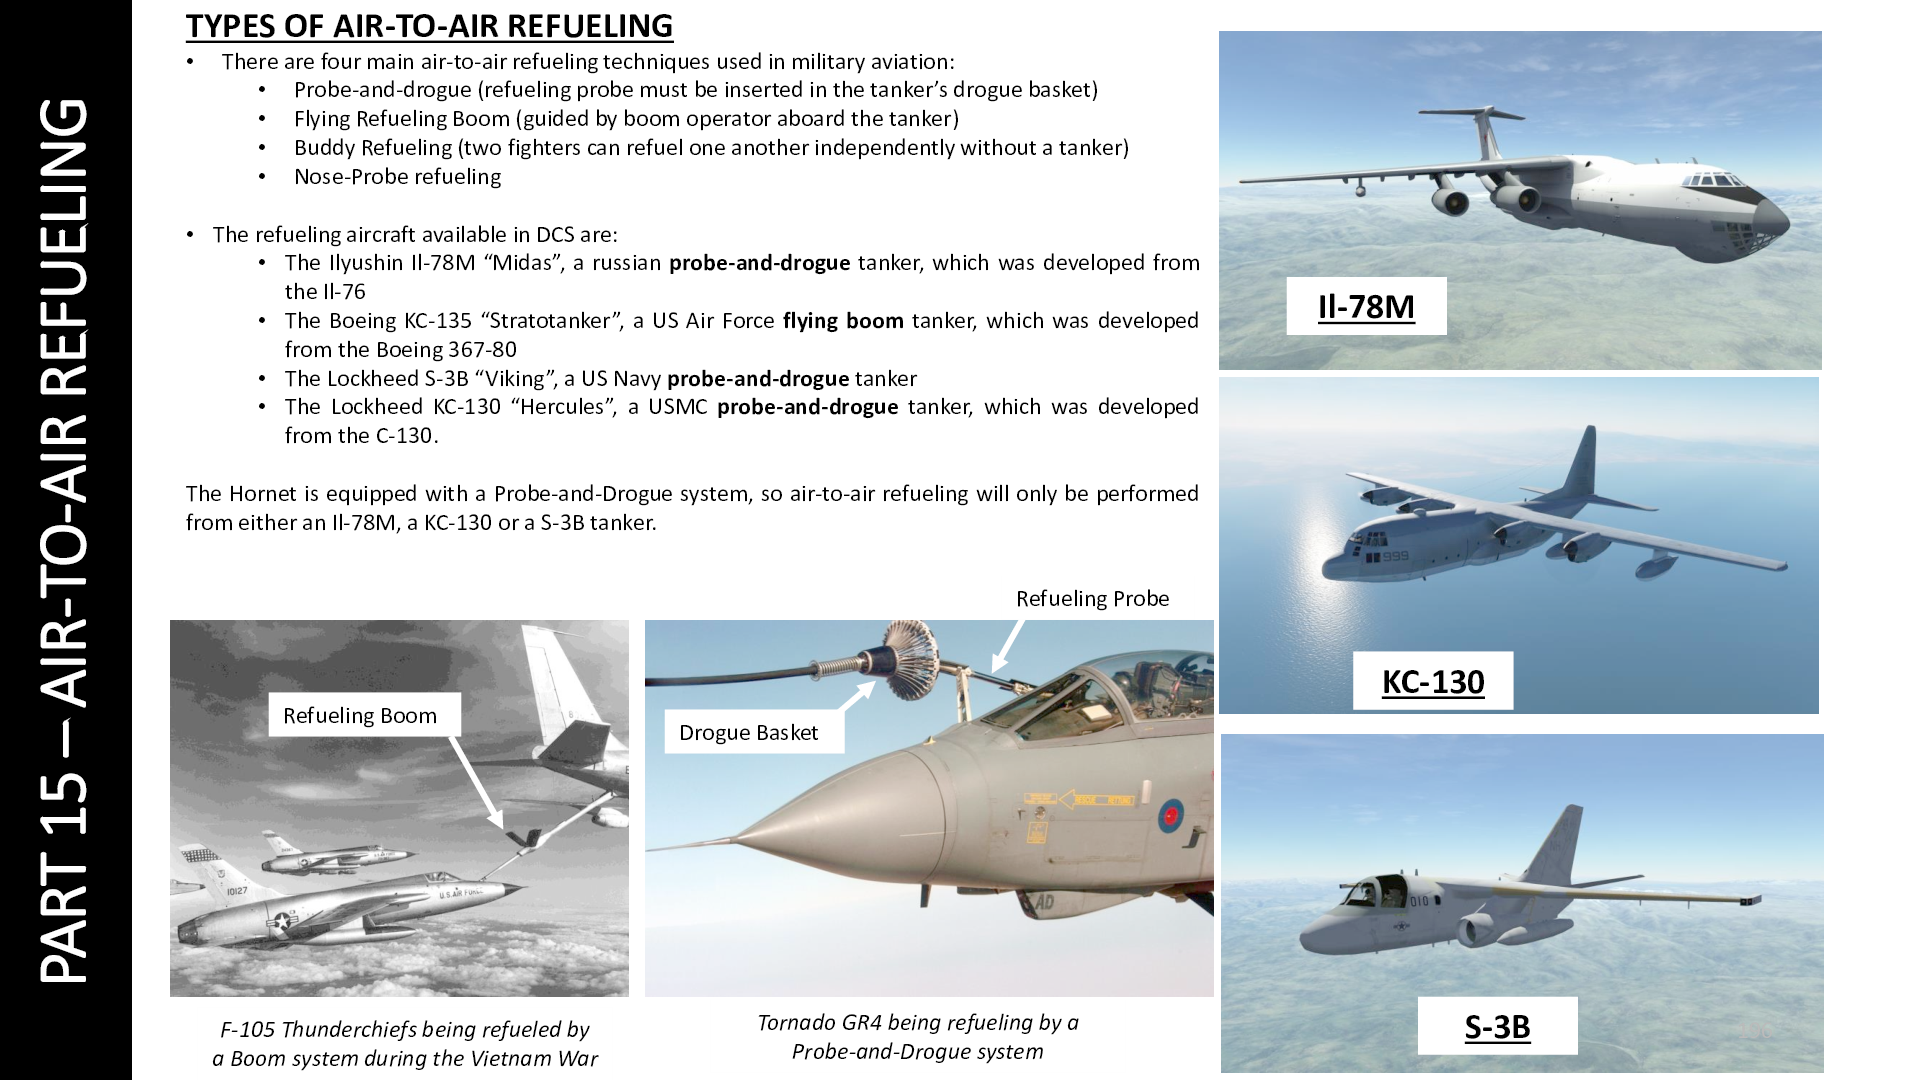 PART 15 – AIR-TO-AIR REFUELING
TYPES OF AIR-TO-AIR REFUELING
• There are four main air-to-air refueling techniques used in military aviation:
• Probe-and-drogue (refueling probe must be inserted in the tanker’s drogue basket)
• Flying Refueling Boom (guided by boom operator aboard the tanker)
• Buddy Refueling (two fighters can refuel one another independently without a tanker)
• Nose-Probe refueling
• The refueling aircraft available in DCS are:
• The Ilyushin Il-78M “Midas”, a russian probe-and-drogue tanker, which was developed from
the Il-76
• The Boeing KC-135 “Stratotanker”, a US Air Force flying boom tanker, which was developed
from the Boeing 367-80
• The Lockheed S-3B “Viking”, a US Navy probe-and-drogue tanker
• The Lockheed KC-130 “Hercules”, a USMC probe-and-drogue tanker, which was developed
from the C-130.
The Hornet is equipped with a Probe-and-Drogue system, so air-to-air refueling will only be performed
from either an Il-78M, a KC-130 or a S-3B tanker.
Refueling Probe
Refueling Boom
Drogue Basket
10127
U.S. AIR FORCE
RESCUE
AD
F-105 Thunderchiefs being refueled by
a Boom system during the Vietnam War
Tornado GR4 being refueling by a
Probe-and-Drogue system
Il-78M
999
KC-130
010
S-3B